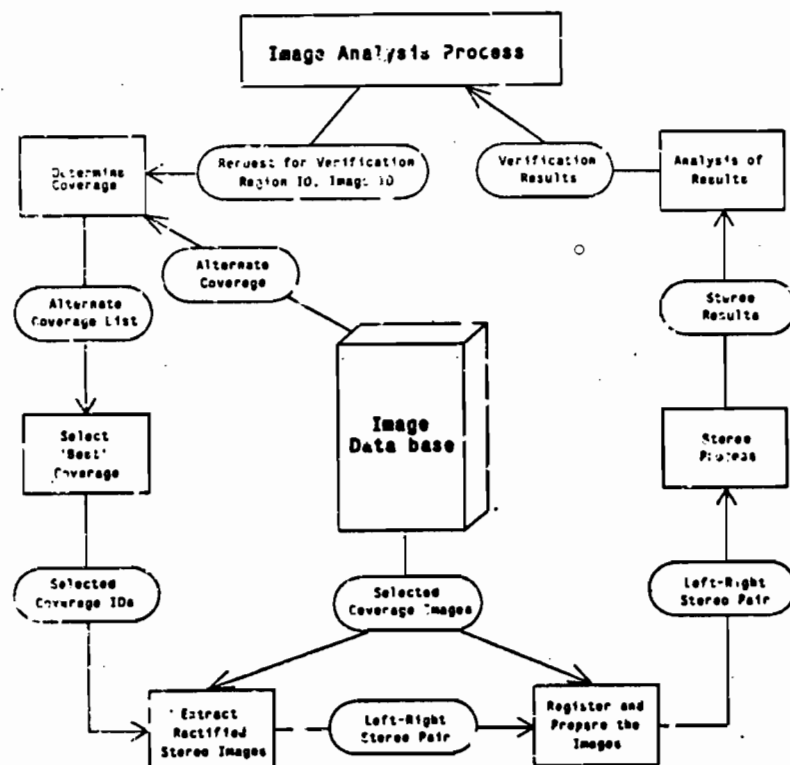 Image Analysis Process
Request for Verification
Region ID, Image ID
Verification
Results
Analysis of
Results
Determine
Coverage
Alternate
Coverage
Alternate
Coverage List
Stereo
Results
Image
Data base
Select
'Best'
Coverage
Stereo
Process
Selected
Coverage IDs
Selected
Coverage Images
Left-Right
Stereo Pair
Extract
Rectified
Stereo Images
Left-Right
Stereo Pair
Register and
Prepare the
Images